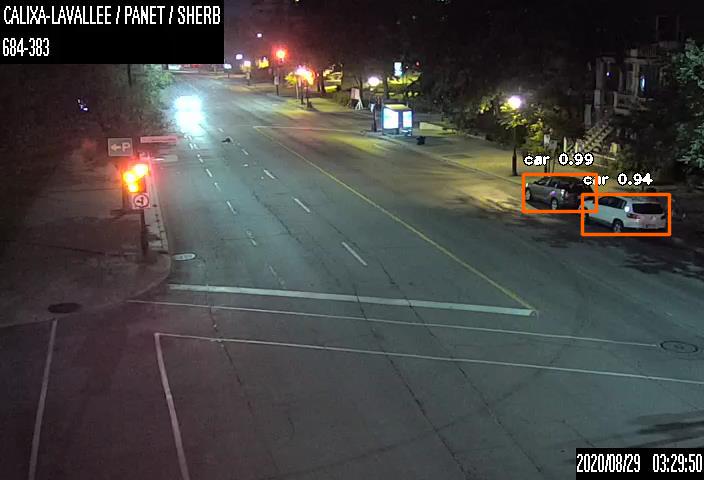 CALIXA-LAVALLEE / PANET / SHERB
684-383
←P
car 0.99
car 0.94
2020/08/29 03:29:50